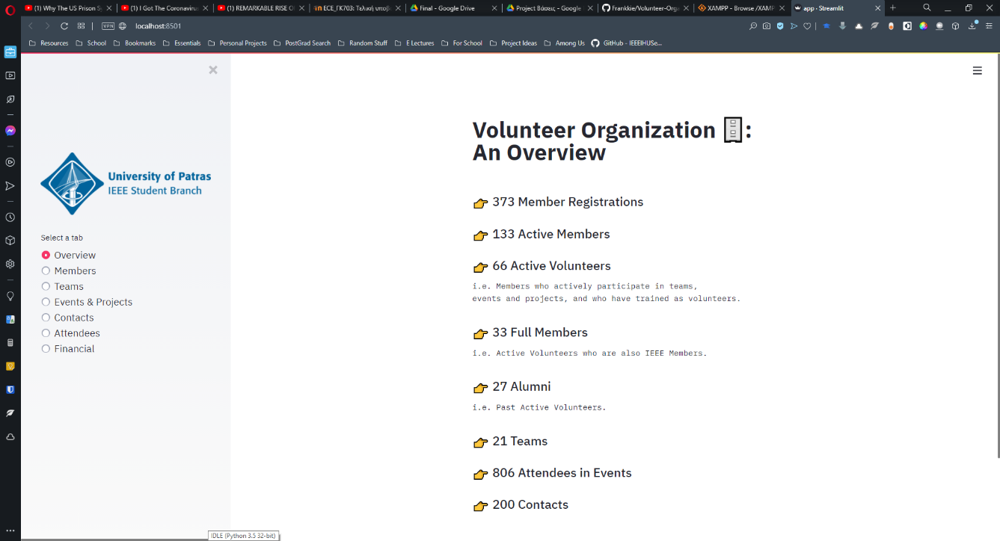 (1) Why The US Prison Sy
(1) I Got The Coronavirus
(1) REMARKABLE RISE O
ECE_ΓΚ703: Τελική υποβ
Final - Google Drive
Project Βάσεις - Google
Frankkie/Volunteer-Orga
XAMPP - Browse /XAMP
app · Streamlit
VPN
localhost:8501
Resources
School
Bookmarks
Essentials
Personal Projects
PostGrad Search
Random Stuff
E Lectures
For School
Project Ideas
Among Us
GitHub - IEEEIHUSe...
University of Patras
IEEE Student Branch
Select a tab
Overview
Members
Teams
Events & Projects
Contacts
Attendees
Financial
Volunteer Organization :
An Overview
373 Member Registrations
133 Active Members
66 Active Volunteers
i.e. Members who actively participate in teams,
events and projects, and who have trained as volunteers.
33 Full Members
i.e. Active Volunteers who are also IEEE Members.
27 Alumni
i.e. Past Active Volunteers.
21 Teams
806 Attendees in Events
200 Contacts
IDLE (Python 3.5 32-bit)